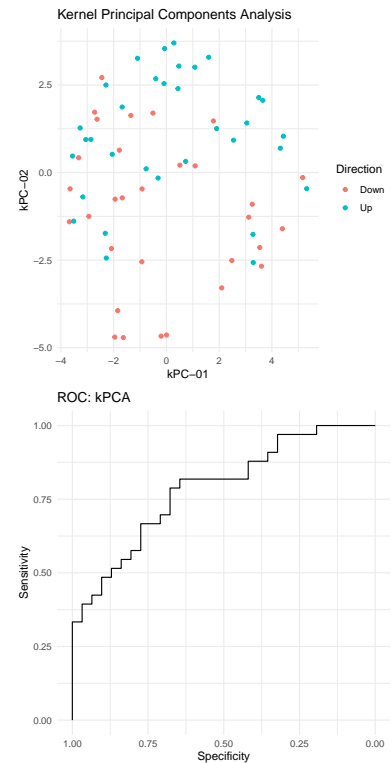 Kernel Principal Components Analysis
2.5
0.0
−2.5
−5.0
kPC−02
−4
−2
0
2
4
kPC−01
Direction
Down
Up
ROC: kPCA
1.00
0.75
0.50
0.25
0.00
Sensitivity
1.00
0.75
0.50
0.25
0.00
Specificity